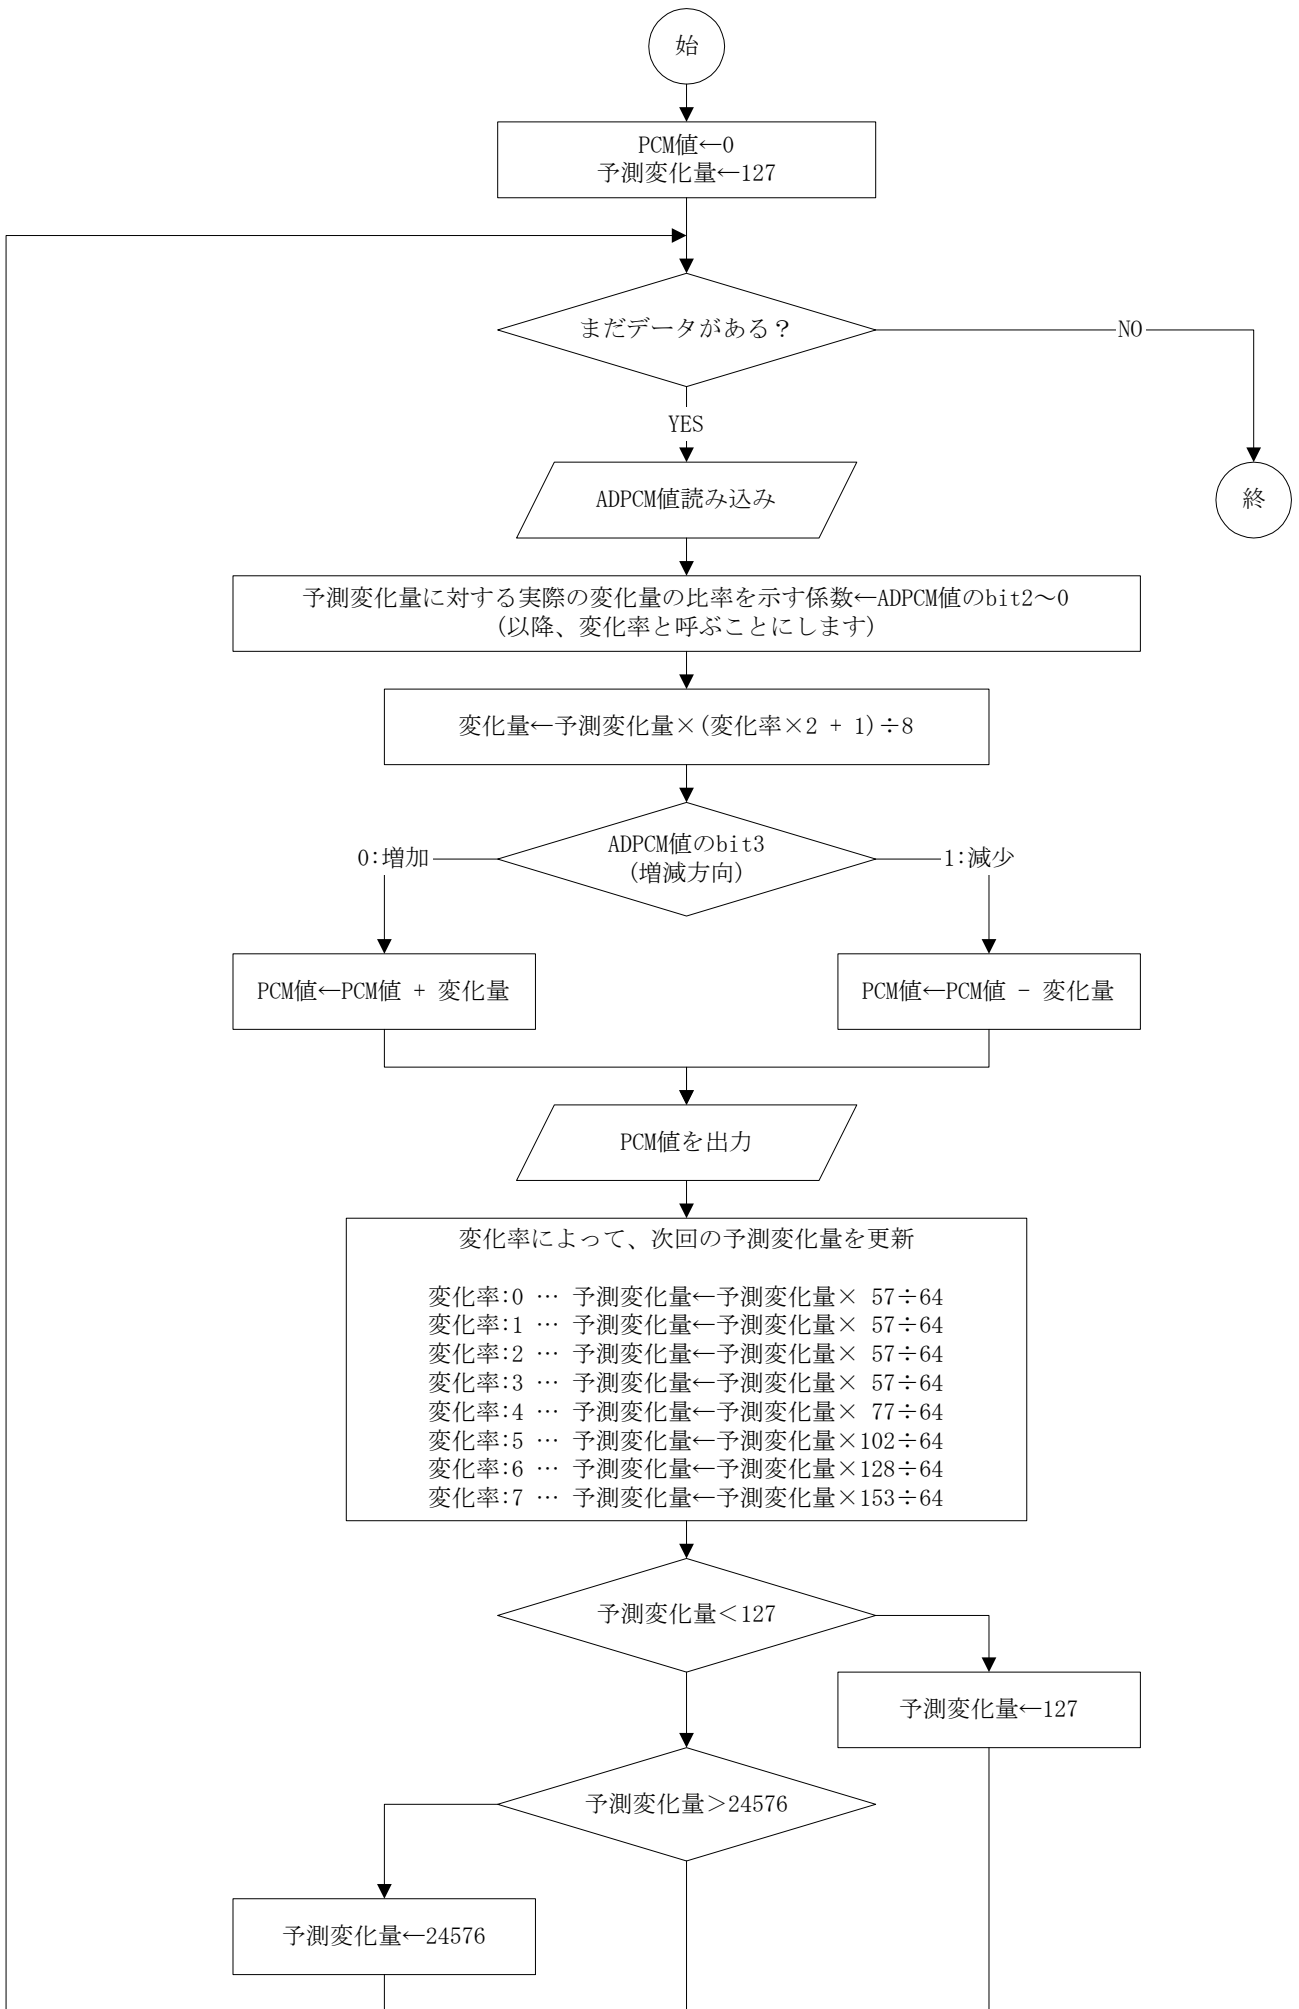 始
PCM値←0
予測変化量←127
まだデータがある？
NO
YES
ADPCM値読み込み
終
予測変化量に対する実際の変化量の比率を示す係数←ADPCM値のbit2～0
(以降、変化率と呼ぶことにします)
変化量←予測変化量×(変化率×2 + 1)÷8
ADPCM値のbit3
(増減方向)
0:増加
1:減少
PCM値←PCM値 + 変化量
PCM値←PCM値 - 変化量
PCM値を出力
変化率によって、次回の予測変化量を更新
変化率:0 … 予測変化量←予測変化量× 57÷64
変化率:1 … 予測変化量←予測変化量× 57÷64
変化率:2 … 予測変化量←予測変化量× 57÷64
変化率:3 … 予測変化量←予測変化量× 57÷64
変化率:4 … 予測変化量←予測変化量× 77÷64
変化率:5 … 予測変化量←予測変化量×102÷64
変化率:6 … 予測変化量←予測変化量×128÷64
変化率:7 … 予測変化量←予測変化量×153÷64
予測変化量＜127
予測変化量←127
予測変化量＞24576
予測変化量←24576